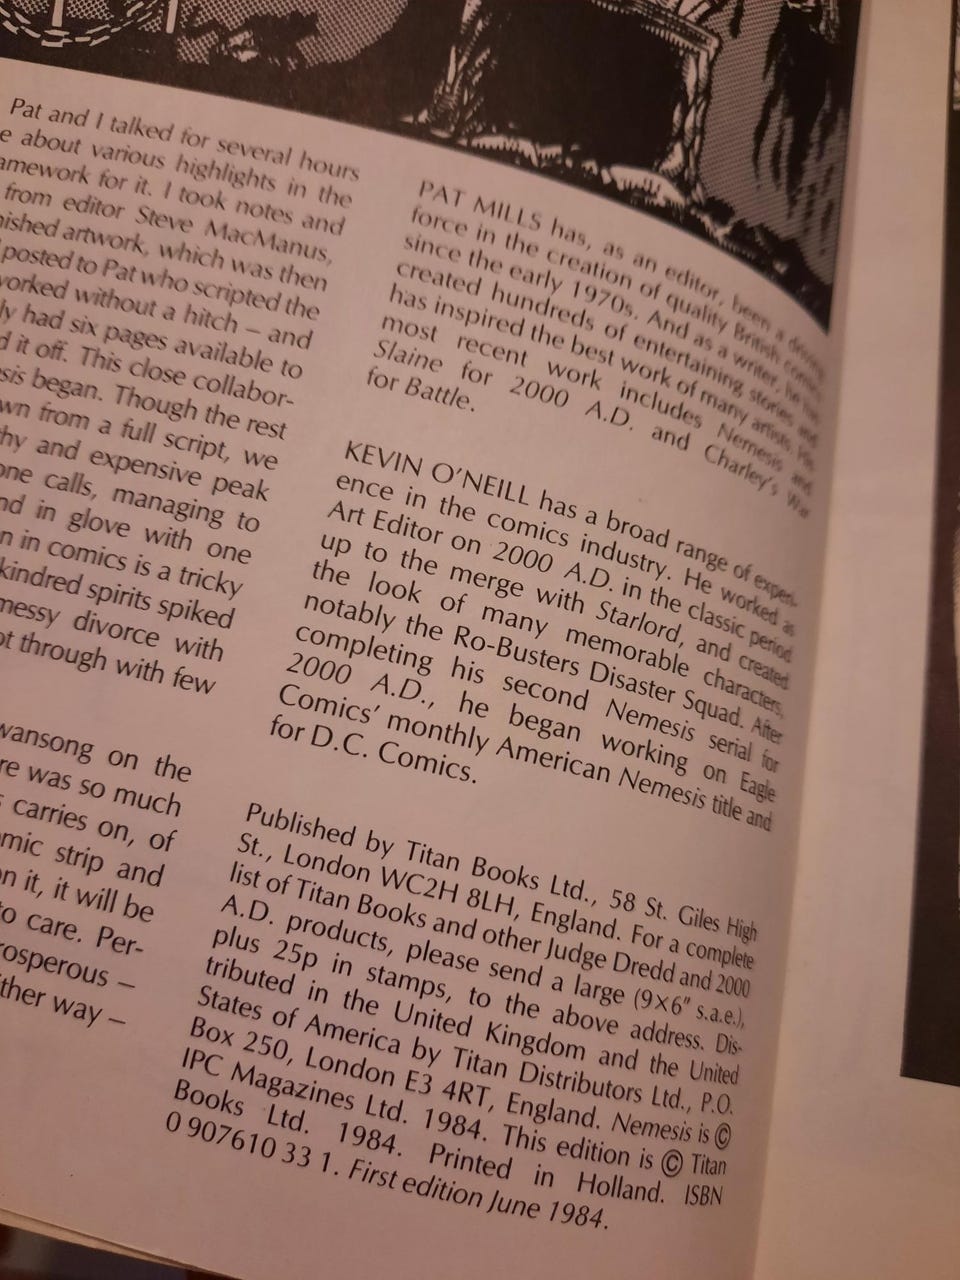 Pat and I talked for several hours
e about various highlights in the
amework for it. I took notes and
from editor Steve MacManus,
nished artwork, which was then
posted to Pat who scripted the
worked without a hitch – and
ly had six pages available to
d it off. This close collabor-
sis began. Though the rest
wn from a full script, we
hy and expensive peak
one calls, managing to
nd in glove with one
n in comics is a tricky
kindred spirits spiked
messy divorce with
ot through with few
wansong on the
re was so much
s carries on, of
omic strip and
on it, it will be
to care. Per-
rosperous –
ither way –
PAT MILLS has, as an editor, been a driving
force in the creation of quality British comics
since the early 1970s. And as a writer, he has
created hundreds of entertaining stories and
has inspired the best work of many artists. His
most recent work includes Nemesis and
Slaine for 2000 A.D. and Charley's War
for Battle.
KEVIN O'NEILL has a broad range of experi-
ence in the comics industry. He worked as
Art Editor on 2000 A.D. in the classic period
up to the merge with Starlord, and created
the look of many memorable characters,
notably the Ro-Busters Disaster Squad. After
completing his second Nemesis serial for
2000 A.D., he began working on Eagle
Comics' monthly American Nemesis title and
for D.C. Comics.
Published by Titan Books Ltd., 58 St. Giles High
St., London WC2H 8LH, England. For a complete
list of Titan Books and other Judge Dredd and 2000
A.D. products, please send a large (9×6" s.a.e.),
plus 25p in stamps, to the above address. Dis-
tributed in the United Kingdom and the United
States of America by Titan Distributors Ltd., P.O.
Box 250, London E3 4RT, England. Nemesis is ©
IPC Magazines Ltd. 1984. This edition is © Titan
Books Ltd. 1984. Printed in Holland. ISBN
0 907610 33 1. First edition June 1984.